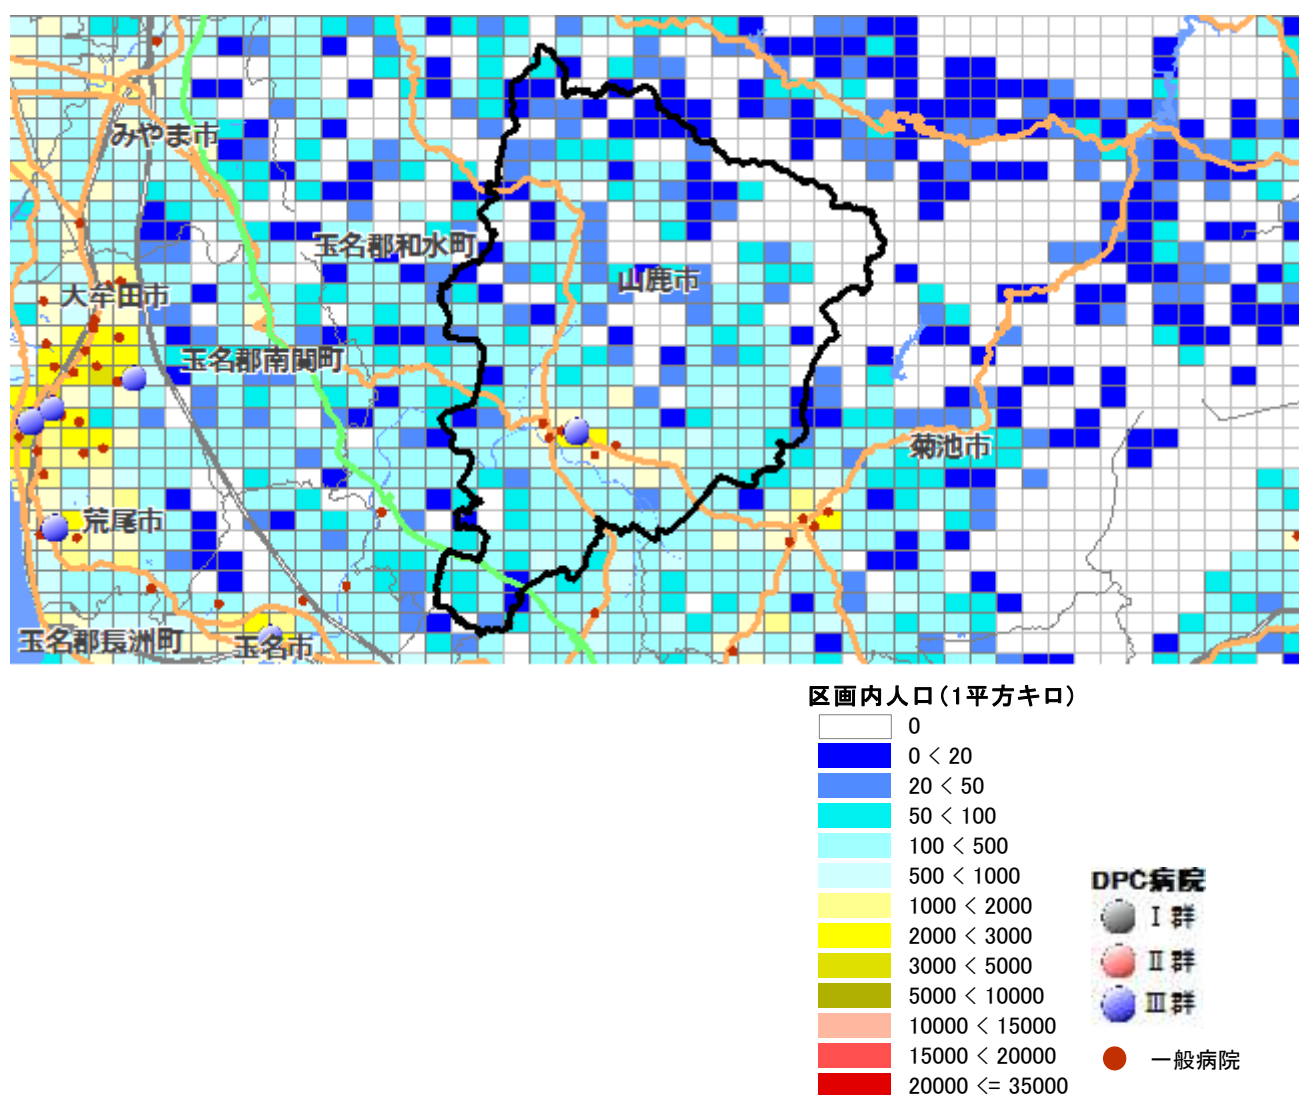 みやま市
玉名郡和水町
山鹿市
大牟田市
玉名郡南関町
菊池市
荒尾市
玉名郡長洲町
玉名市
区画内人口(1平方キロ)
0
0 < 20
20 < 50
50 < 100
100 < 500
500 < 1000
1000 < 2000
2000 < 3000
3000 < 5000
5000 < 10000
10000 < 15000
15000 < 20000
20000 <= 35000
DPC病院
Ⅰ群
Ⅱ群
Ⅲ群
一般病院